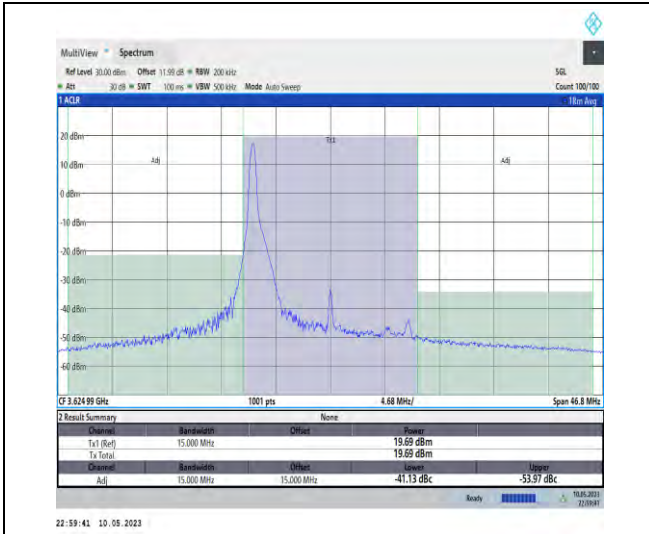 MultiView Spectrum
Ref Level 30.00 dBm Offset 11.99 dB RBW 200 kHz SGL
Att 30 dB SWT 100 ms VBW 500 kHz Mode Auto Sweep Count 100/100
1 ACLR 1Rm Avg
Tx1
20 dBm
Adj Adj
10 dBm
0 dBm
-10 dBm
-20 dBm
-30 dBm
-40 dBm
-50 dBm
-60 dBm
CF 3.624 99 GHz 1001 pts 4.68 MHz/ Span 46.8 MHz
2 Result Summary None
Channel Bandwidth Offset Power
Tx1 (Ref) 15.000 MHz 19.69 dBm
Tx Total 19.69 dBm
Channel Bandwidth Offset Lower Upper
Adj 15.000 MHz 15.000 MHz -41.13 dBc -53.97 dBc
Ready 10.05.2023
22:59:41
22:59:41 10.05.2023